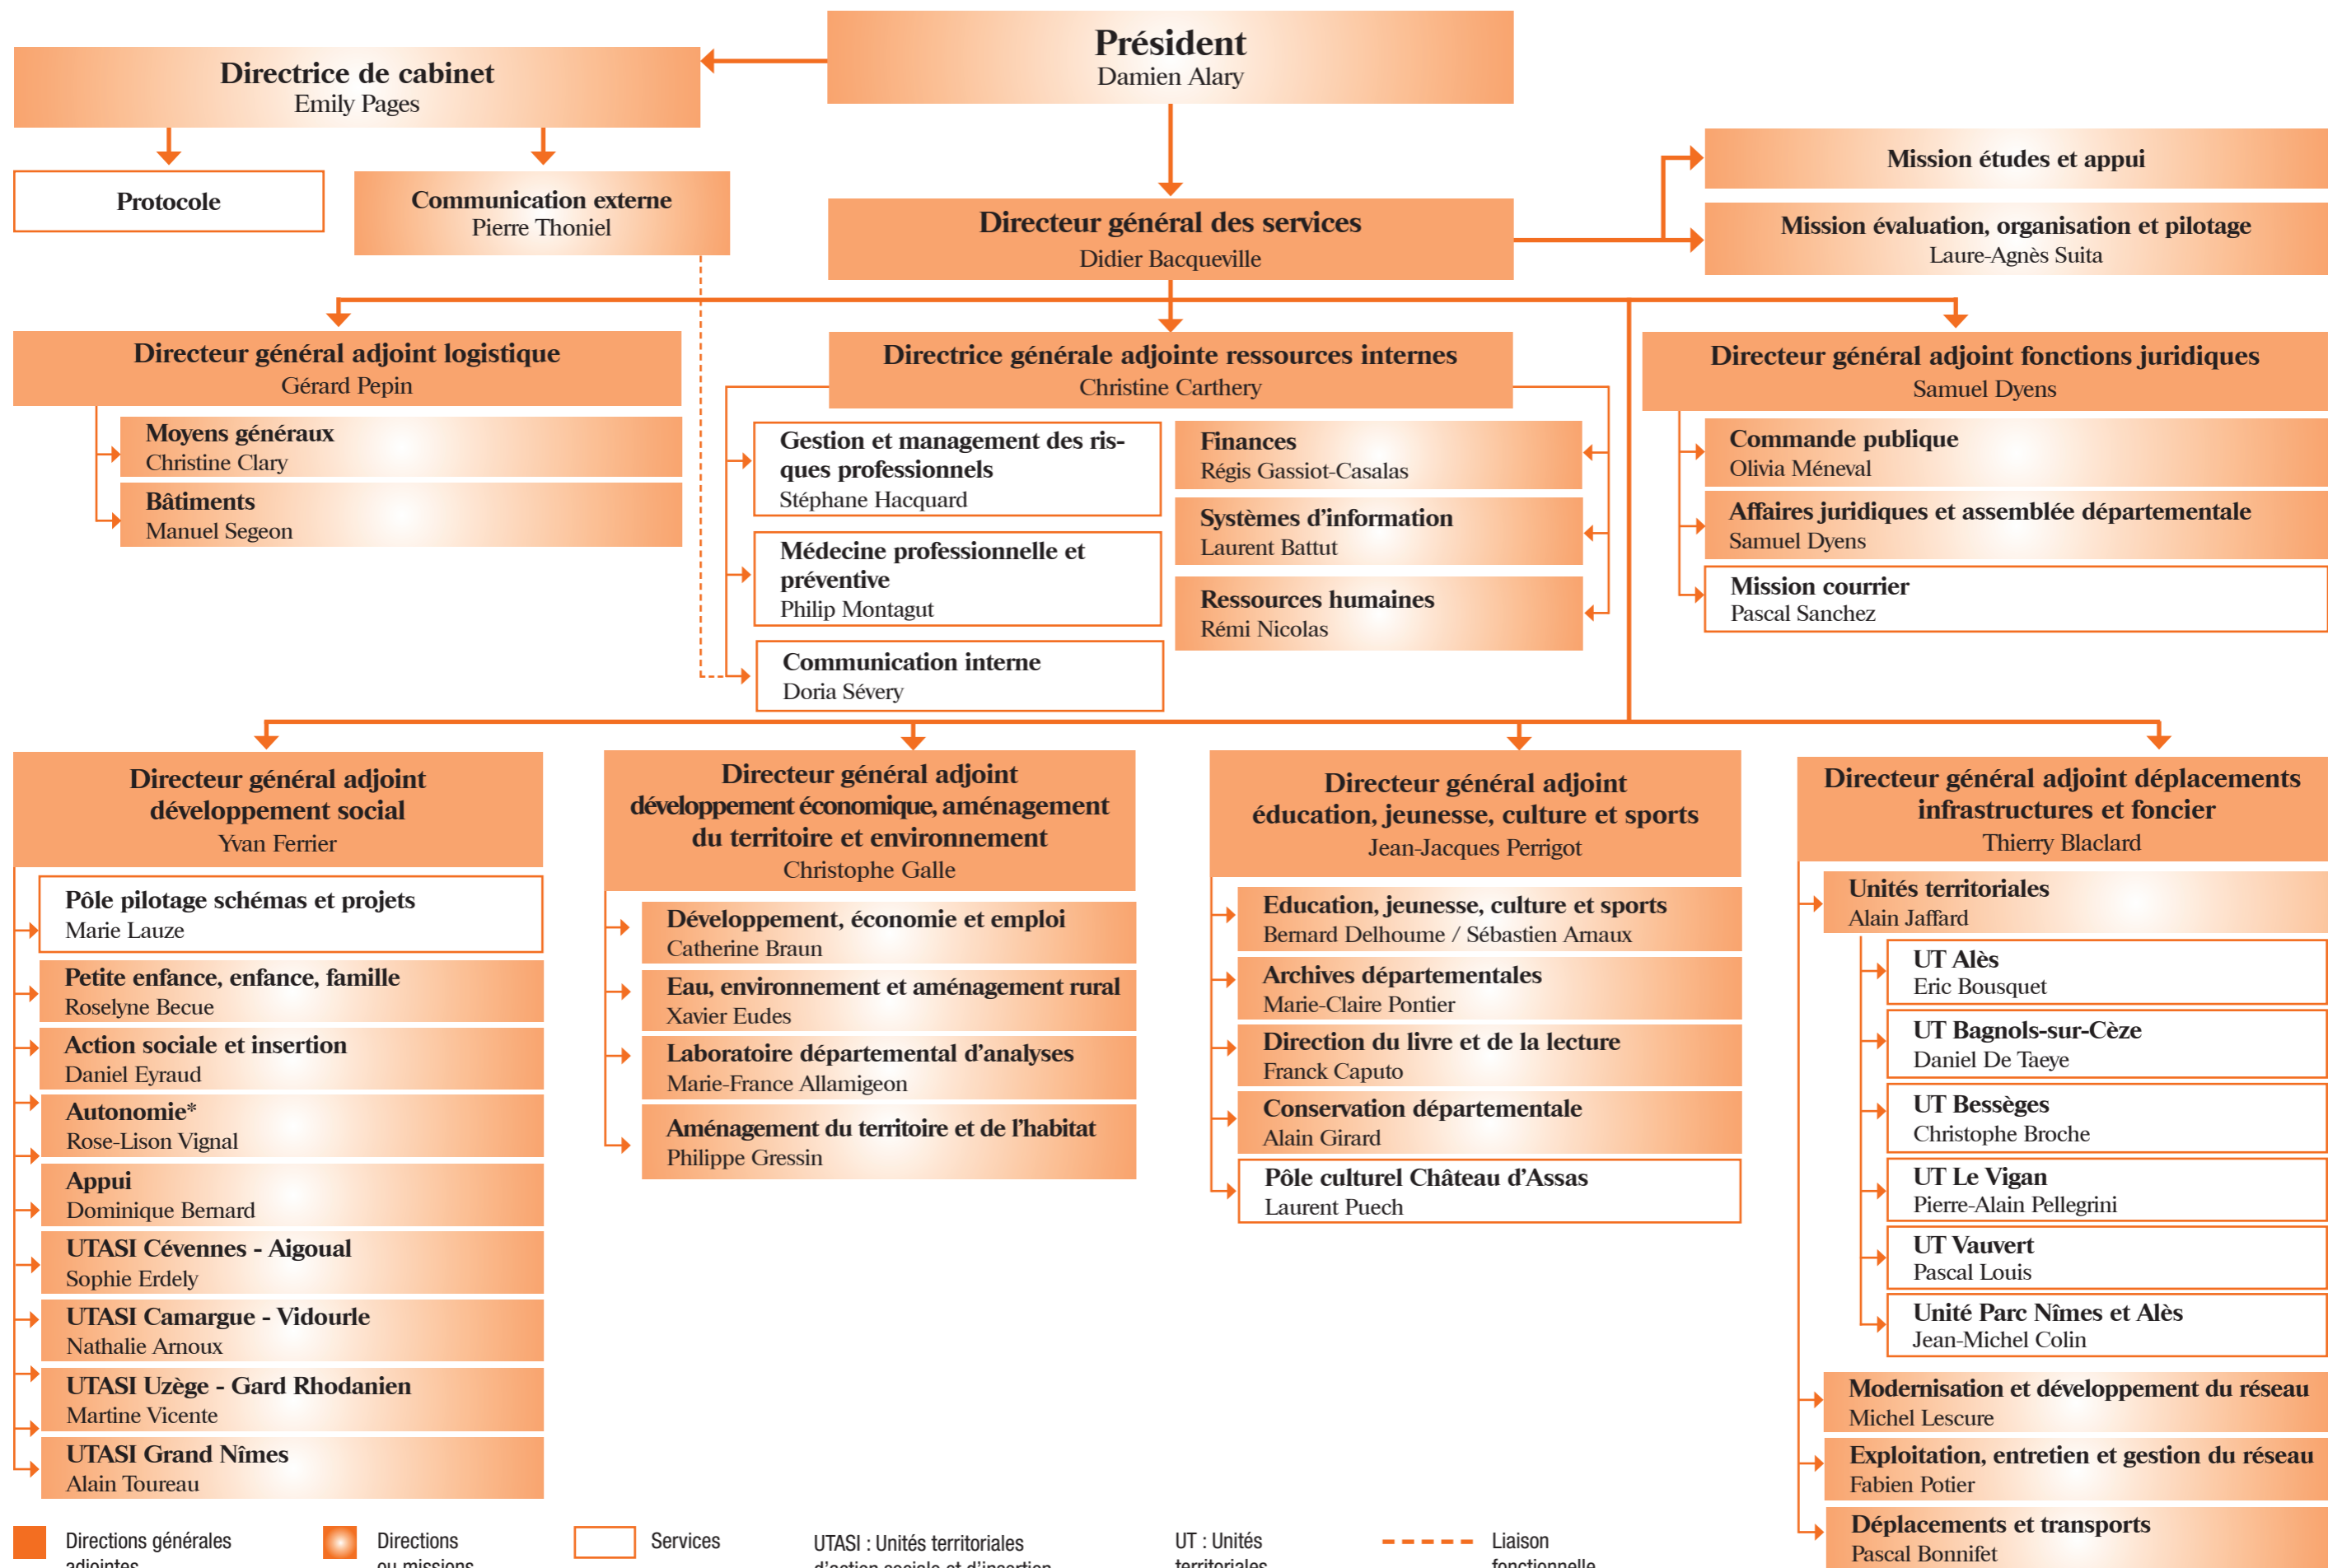 Président
Damien Alary
Directrice de cabinet
Emily Pages
Protocole
Communication externe
Pierre Thoniel
Directeur général des services
Didier Bacqueville
Mission études et appui
Mission évaluation, organisation et pilotage
Laure-Agnès Suita
Directeur général adjoint logistique
Gérard Pepin
Moyens généraux
Christine Clary
Bâtiments
Manuel Segeon
Directrice générale adjointe ressources internes
Christine Carthery
Gestion et management des ris-
ques professionnels
Stéphane Hacquard
Médecine professionnelle et
préventive
Philip Montagut
Communication interne
Doria Sévery
Finances
Régis Gassiot-Casalas
Systèmes d'information
Laurent Battut
Ressources humaines
Rémi Nicolas
Directeur général adjoint fonctions juridiques
Samuel Dyens
Commande publique
Olivia Méneval
Affaires juridiques et assemblée départementale
Samuel Dyens
Mission courrier
Pascal Sanchez
Directeur général adjoint
développement social
Yvan Ferrier
Pôle pilotage schémas et projets
Marie Lauze
Petite enfance, enfance, famille
Roselyne Becue
Action sociale et insertion
Daniel Eyraud
Autonomie*
Rose-Lison Vignal
Appui
Dominique Bernard
UTASI Cévennes - Aigoual
Sophie Erdely
UTASI Camargue - Vidourle
Nathalie Arnoux
UTASI Uzège - Gard Rhodanien
Martine Vicente
UTASI Grand Nîmes
Alain Toureau
Directeur général adjoint
développement économique, aménagement
du territoire et environnement
Christophe Galle
Développement, économie et emploi
Catherine Braun
Eau, environnement et aménagement rural
Xavier Eudes
Laboratoire départemental d'analyses
Marie-France Allamigeon
Aménagement du territoire et de l'habitat
Philippe Gressin
Directeur général adjoint
éducation, jeunesse, culture et sports
Jean-Jacques Perrigot
Education, jeunesse, culture et sports
Bernard Delhoume / Sébastien Arnaux
Archives départementales
Marie-Claire Pontier
Direction du livre et de la lecture
Franck Caputo
Conservation départementale
Alain Girard
Pôle culturel Château d'Assas
Laurent Puech
Directeur général adjoint déplacements
infrastructures et foncier
Thierry Blaclard
Unités territoriales
Alain Jaffard
UT Alès
Eric Bousquet
UT Bagnols-sur-Cèze
Daniel De Taeye
UT Bessèges
Christophe Broche
UT Le Vigan
Pierre-Alain Pellegrini
UT Vauvert
Pascal Louis
Unité Parc Nîmes et Alès
Jean-Michel Colin
Modernisation et développement du réseau
Michel Lescure
Exploitation, entretien et gestion du réseau
Fabien Potier
Déplacements et transports
Pascal Bonnifet
Directions générales
adjointes
Directions
ou missions
Services
UTASI : Unités territoriales
d'action sociale et d'insertion
UT : Unités
territoriales
Liaison
fonctionnelle